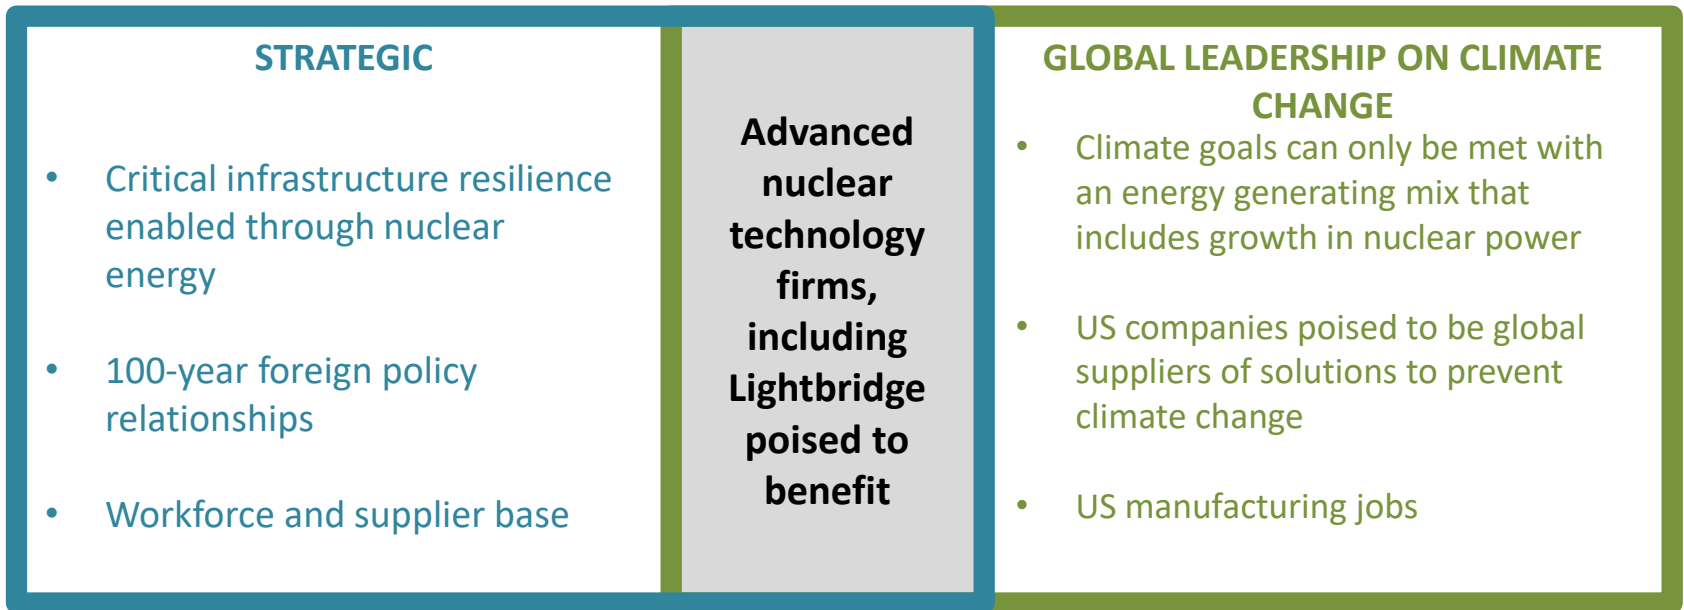 STRATEGIC
• Critical infrastructure resilience
enabled through nuclear
energy
• 100-year foreign policy
relationships
• Workforce and supplier base
Advanced
nuclear
technology
firms,
including
Lightbridge
poised to
benefit
GLOBAL LEADERSHIP ON CLIMATE
CHANGE
• Climate goals can only be met with
an energy generating mix that
includes growth in nuclear power
• US companies poised to be global
suppliers of solutions to prevent
climate change
• US manufacturing jobs